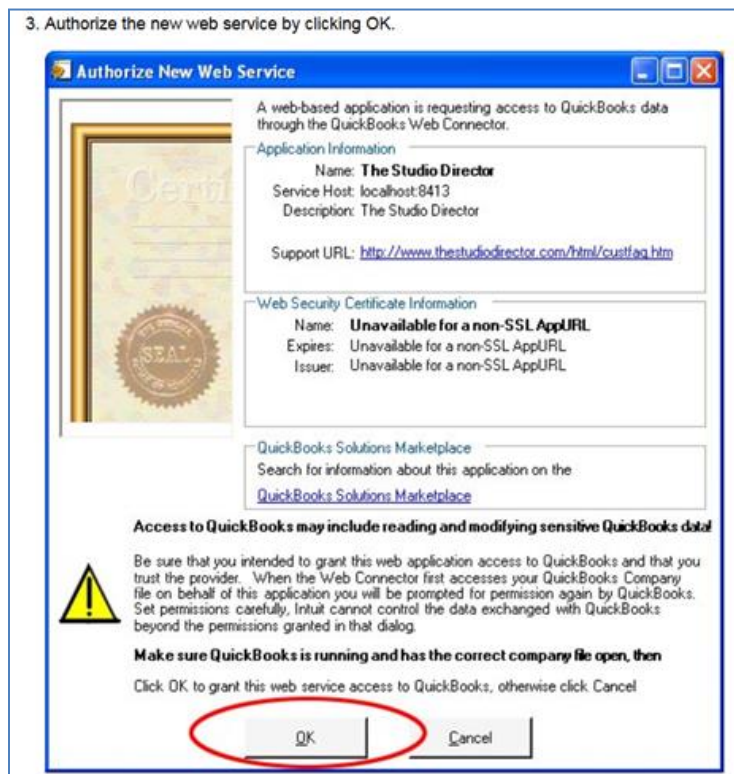 3. Authorize the new web service by clicking OK.
Authorize New Web Service
A web-based application is requesting access to QuickBooks data
through the QuickBooks Web Connector.
Application Information
Name: The Studio Director
Service Host: localhost:8413
Description: The Studio Director
Support URL: http://www.thestudiodirector.com/html/custfaq.htm
Web Security Certificate Information
Name: Unavailable for a non-SSL AppURL
Expires: Unavailable for a non-SSL AppURL
Issuer: Unavailable for a non-SSL AppURL
Certi
SEAL
QuickBooks Solutions Marketplace
Search for information about this application on the
QuickBooks Solutions Marketplace
Access to QuickBooks may include reading and modifying sensitive QuickBooks data!
Be sure that you intended to grant this web application access to QuickBooks and that you
trust the provider. When the Web Connector first accesses your QuickBooks Company
file on behalf of this application you will be prompted for permission again by QuickBooks.
Set permissions carefully, Intuit cannot control the data exchanged with QuickBooks
beyond the permissions granted in that dialog.
Make sure QuickBooks is running and has the correct company file open, then
Click OK to grant this web service access to QuickBooks, otherwise click Cancel
OK
Cancel